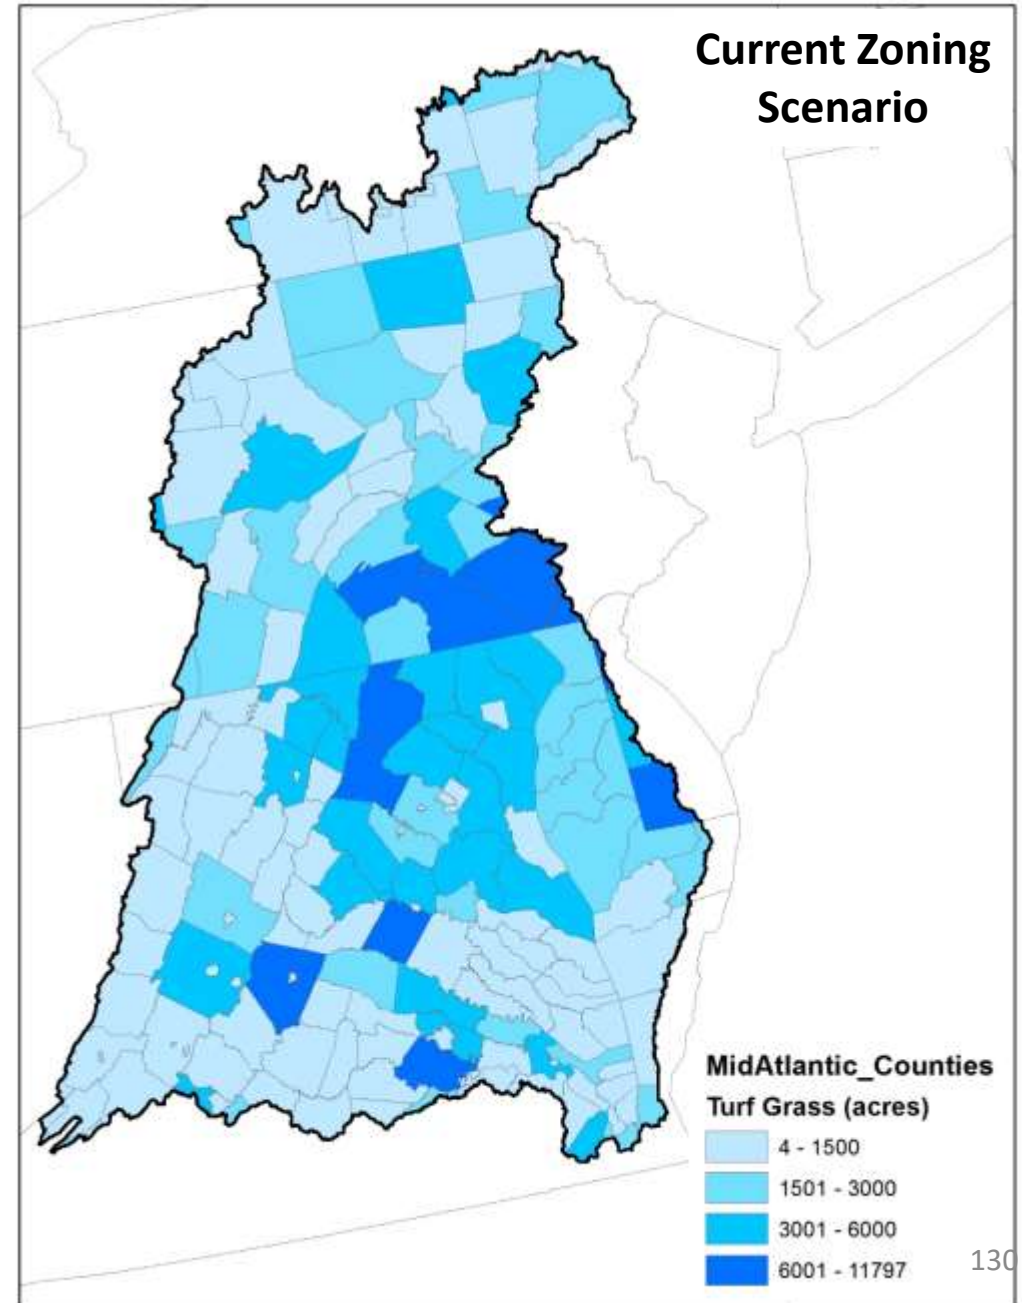 Current Zoning
Scenario
MidAtlantic_Counties
Turf Grass (acres)
4 - 1500
1501 - 3000
3001 - 6000
6001 - 11797
130